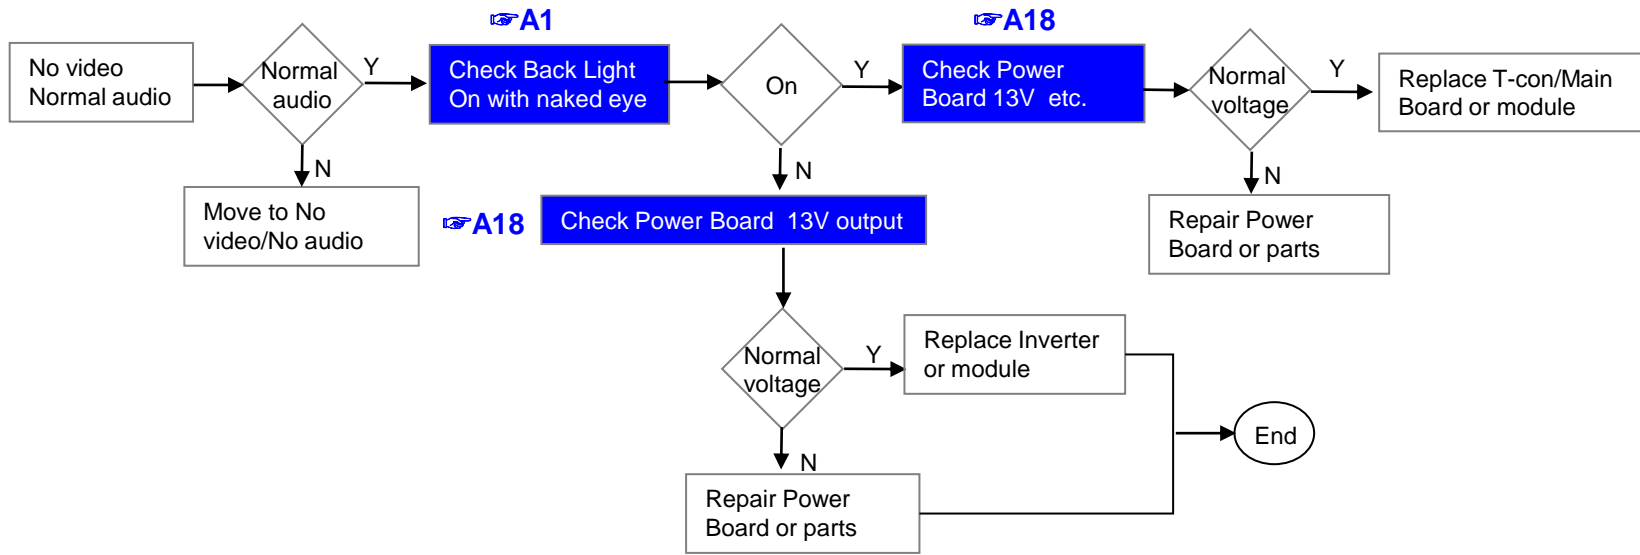 ☞A1
☞A18
No video
Normal audio
Normal
audio
Y
Check Back Light
On with naked eye
On
Y
Check Power
Board 13V etc.
Normal
voltage
Y
Replace T-con/Main
Board or module
N
Move to No
video/No audio
N
☞A18
Check Power Board 13V output
N
Repair Power
Board or parts
Normal
voltage
Y
Replace Inverter
or module
End
N
Repair Power
Board or parts